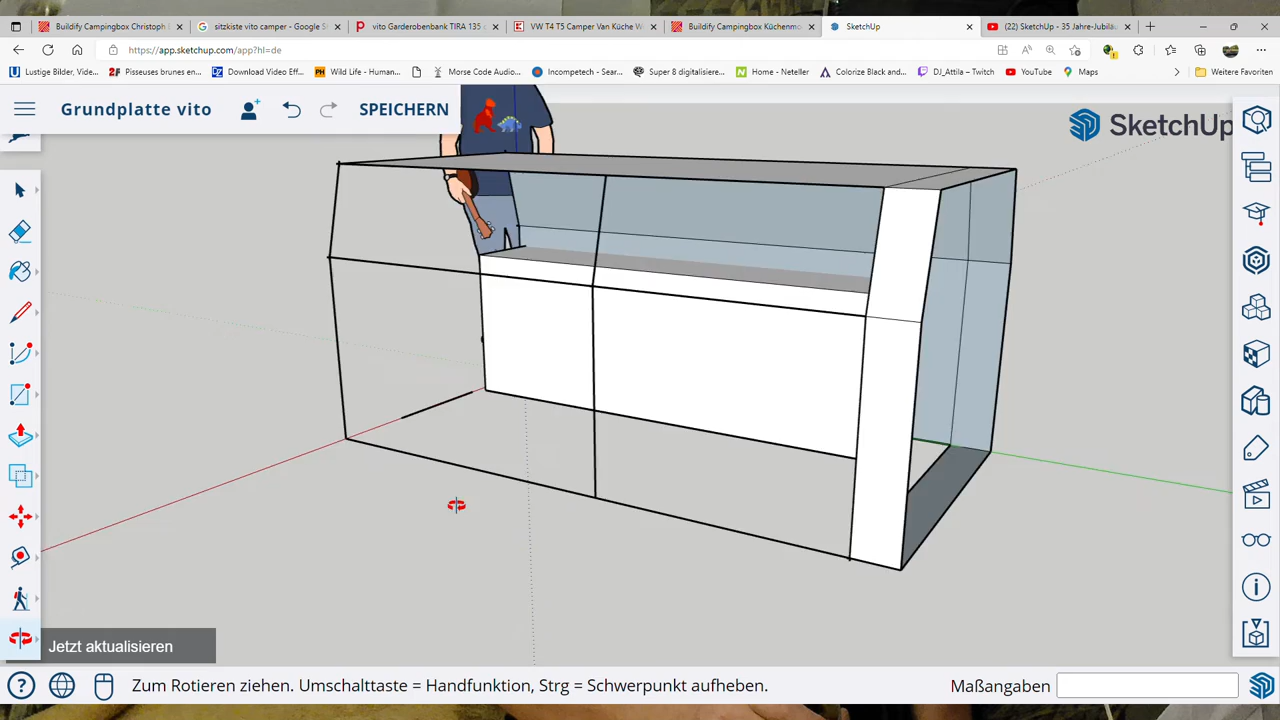 Buildify Campingbox Christoph
sitzkiste vito camper - Google S
vito Garderobenbank TIRA 135 x
VW T4 T5 Camper Van Küche W
Buildify Campingbox Küchenmo
SketchUp
(22) SketchUp - 35 Jahre-Jubilä
https://app.sketchup.com/app?hl=de
Lustige Bilder, Vid...
Pisseuses brunes en...
Download Video Eff...
Wild Life - Human...
Morse Code Audio...
Incompetech - Sear...
Super 8 digitalisiere...
Home - Neteller
Colorize Black and...
DJ_Attila – Twitch
YouTube
Maps
Weitere Favoriten
Grundplatte vito
SPEICHERN
SketchUp
Jetzt aktualisieren
Zum Rotieren ziehen. Umschalttaste = Handfunktion, Strg = Schwerpunkt aufheben.
Maßangaben